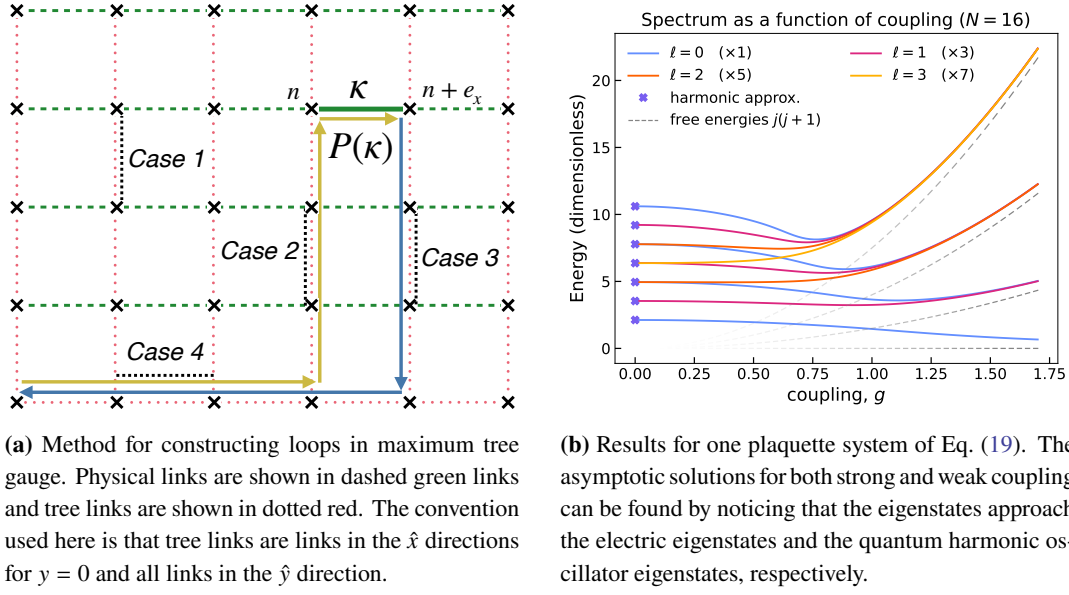 n
κ
n + e_x
P(κ)
Case 1
Case 2
Case 3
Case 4
(a) Method for constructing loops in maximum tree
gauge. Physical links are shown in dashed green links
and tree links are shown in dotted red. The convention
used here is that tree links are links in the x̂ directions
for y = 0 and all links in the ŷ direction.
Spectrum as a function of coupling (N = 16)
ℓ = 0 (×1)
ℓ = 1 (×3)
ℓ = 2 (×5)
ℓ = 3 (×7)
harmonic approx.
free energies j(j + 1)
Energy (dimensionless)
20
15
10
5
0
0.00 0.25 0.50 0.75 1.00 1.25 1.50 1.75
coupling, g
(b) Results for one plaquette system of Eq. (19). The
asymptotic solutions for both strong and weak coupling
can be found by noticing that the eigenstates approach
the electric eigenstates and the quantum harmonic os-
cillator eigenstates, respectively.